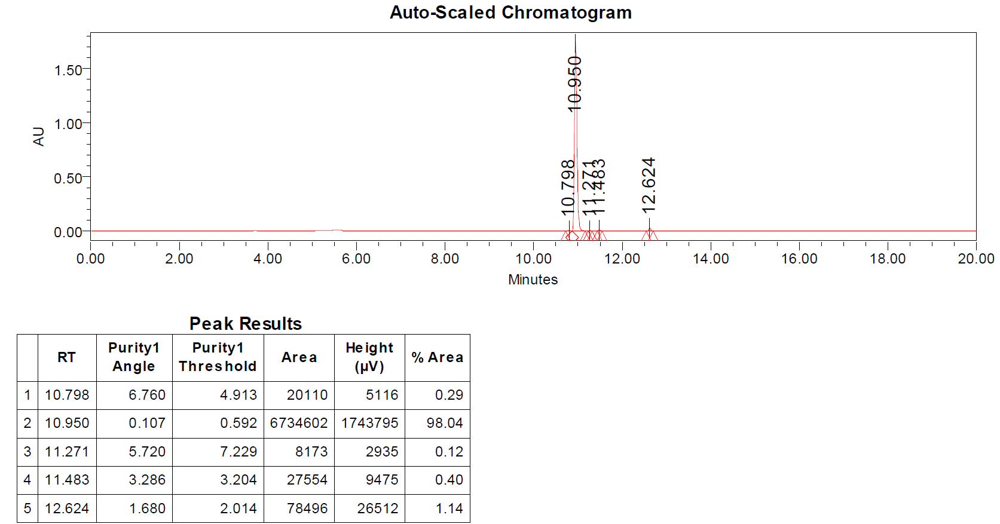 Auto-Scaled Chromatogram
AU
1.50
1.00
0.50
0.00
10.798
10.950
11.271
11.483
12.624
0.00 2.00 4.00 6.00 8.00 10.00 12.00 14.00 16.00 18.00 20.00
Minutes
Peak Results
RT Purity1 Angle Purity1 Threshold Area Height (µV) % Area
1 10.798 6.760 4.913 20110 5116 0.29
2 10.950 0.107 0.592 6734602 1743795 98.04
3 11.271 5.720 7.229 8173 2935 0.12
4 11.483 3.286 3.204 27554 9475 0.40
5 12.624 1.680 2.014 78496 26512 1.14